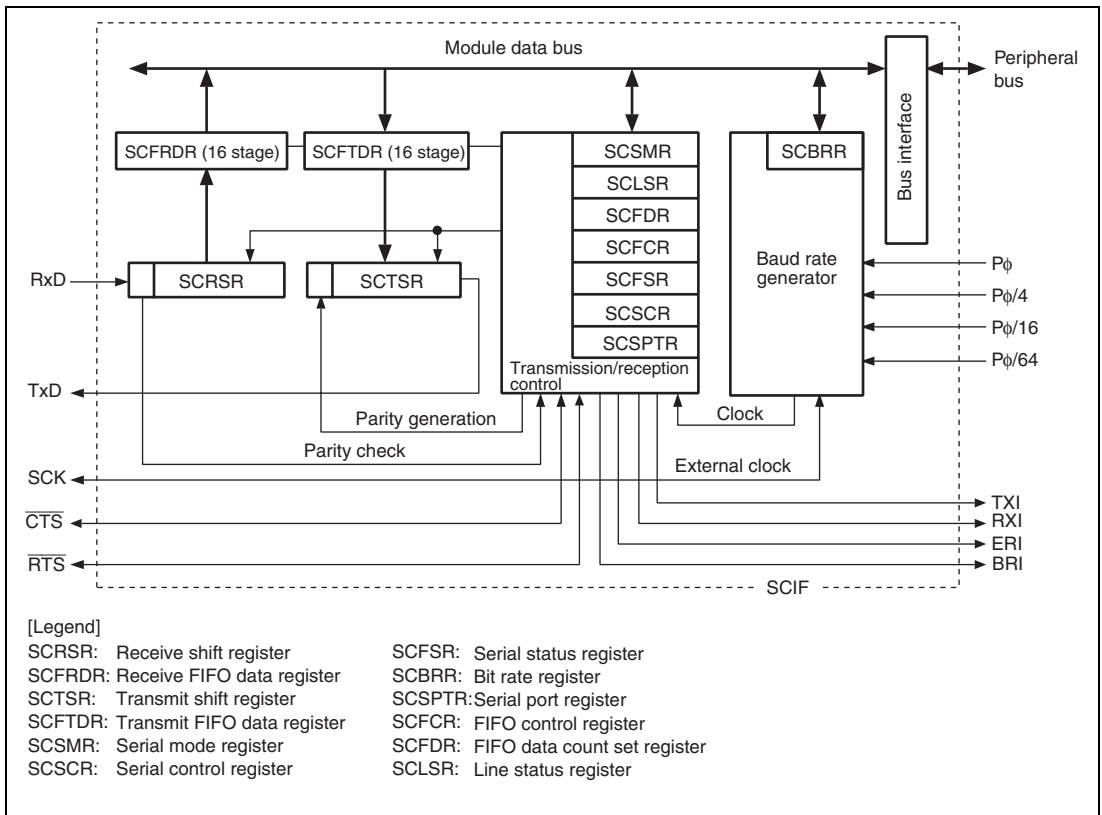 Module data bus
Peripheral
bus
Bus interface
SCFRDR (16 stage)
SCFTDR (16 stage)
SCSMR
SCLSR
SCFDR
SCFCR
SCFSR
SCSCR
SCSPTR
Transmission/reception
control
SCBRR
Baud rate
generator
RxD
SCRSR
SCTSR
Pϕ
Pϕ/4
Pϕ/16
Pϕ/64
TxD
Parity generation
Clock
Parity check
External clock
SCK
CTS
RTS
TXI
RXI
ERI
BRI
SCIF
[Legend]
SCRSR: Receive shift register
SCFRDR: Receive FIFO data register
SCTSR: Transmit shift register
SCFTDR: Transmit FIFO data register
SCSMR: Serial mode register
SCSCR: Serial control register
SCFSR: Serial status register
SCBRR: Bit rate register
SCSPTR: Serial port register
SCFCR: FIFO control register
SCFDR: FIFO data count set register
SCLSR: Line status register